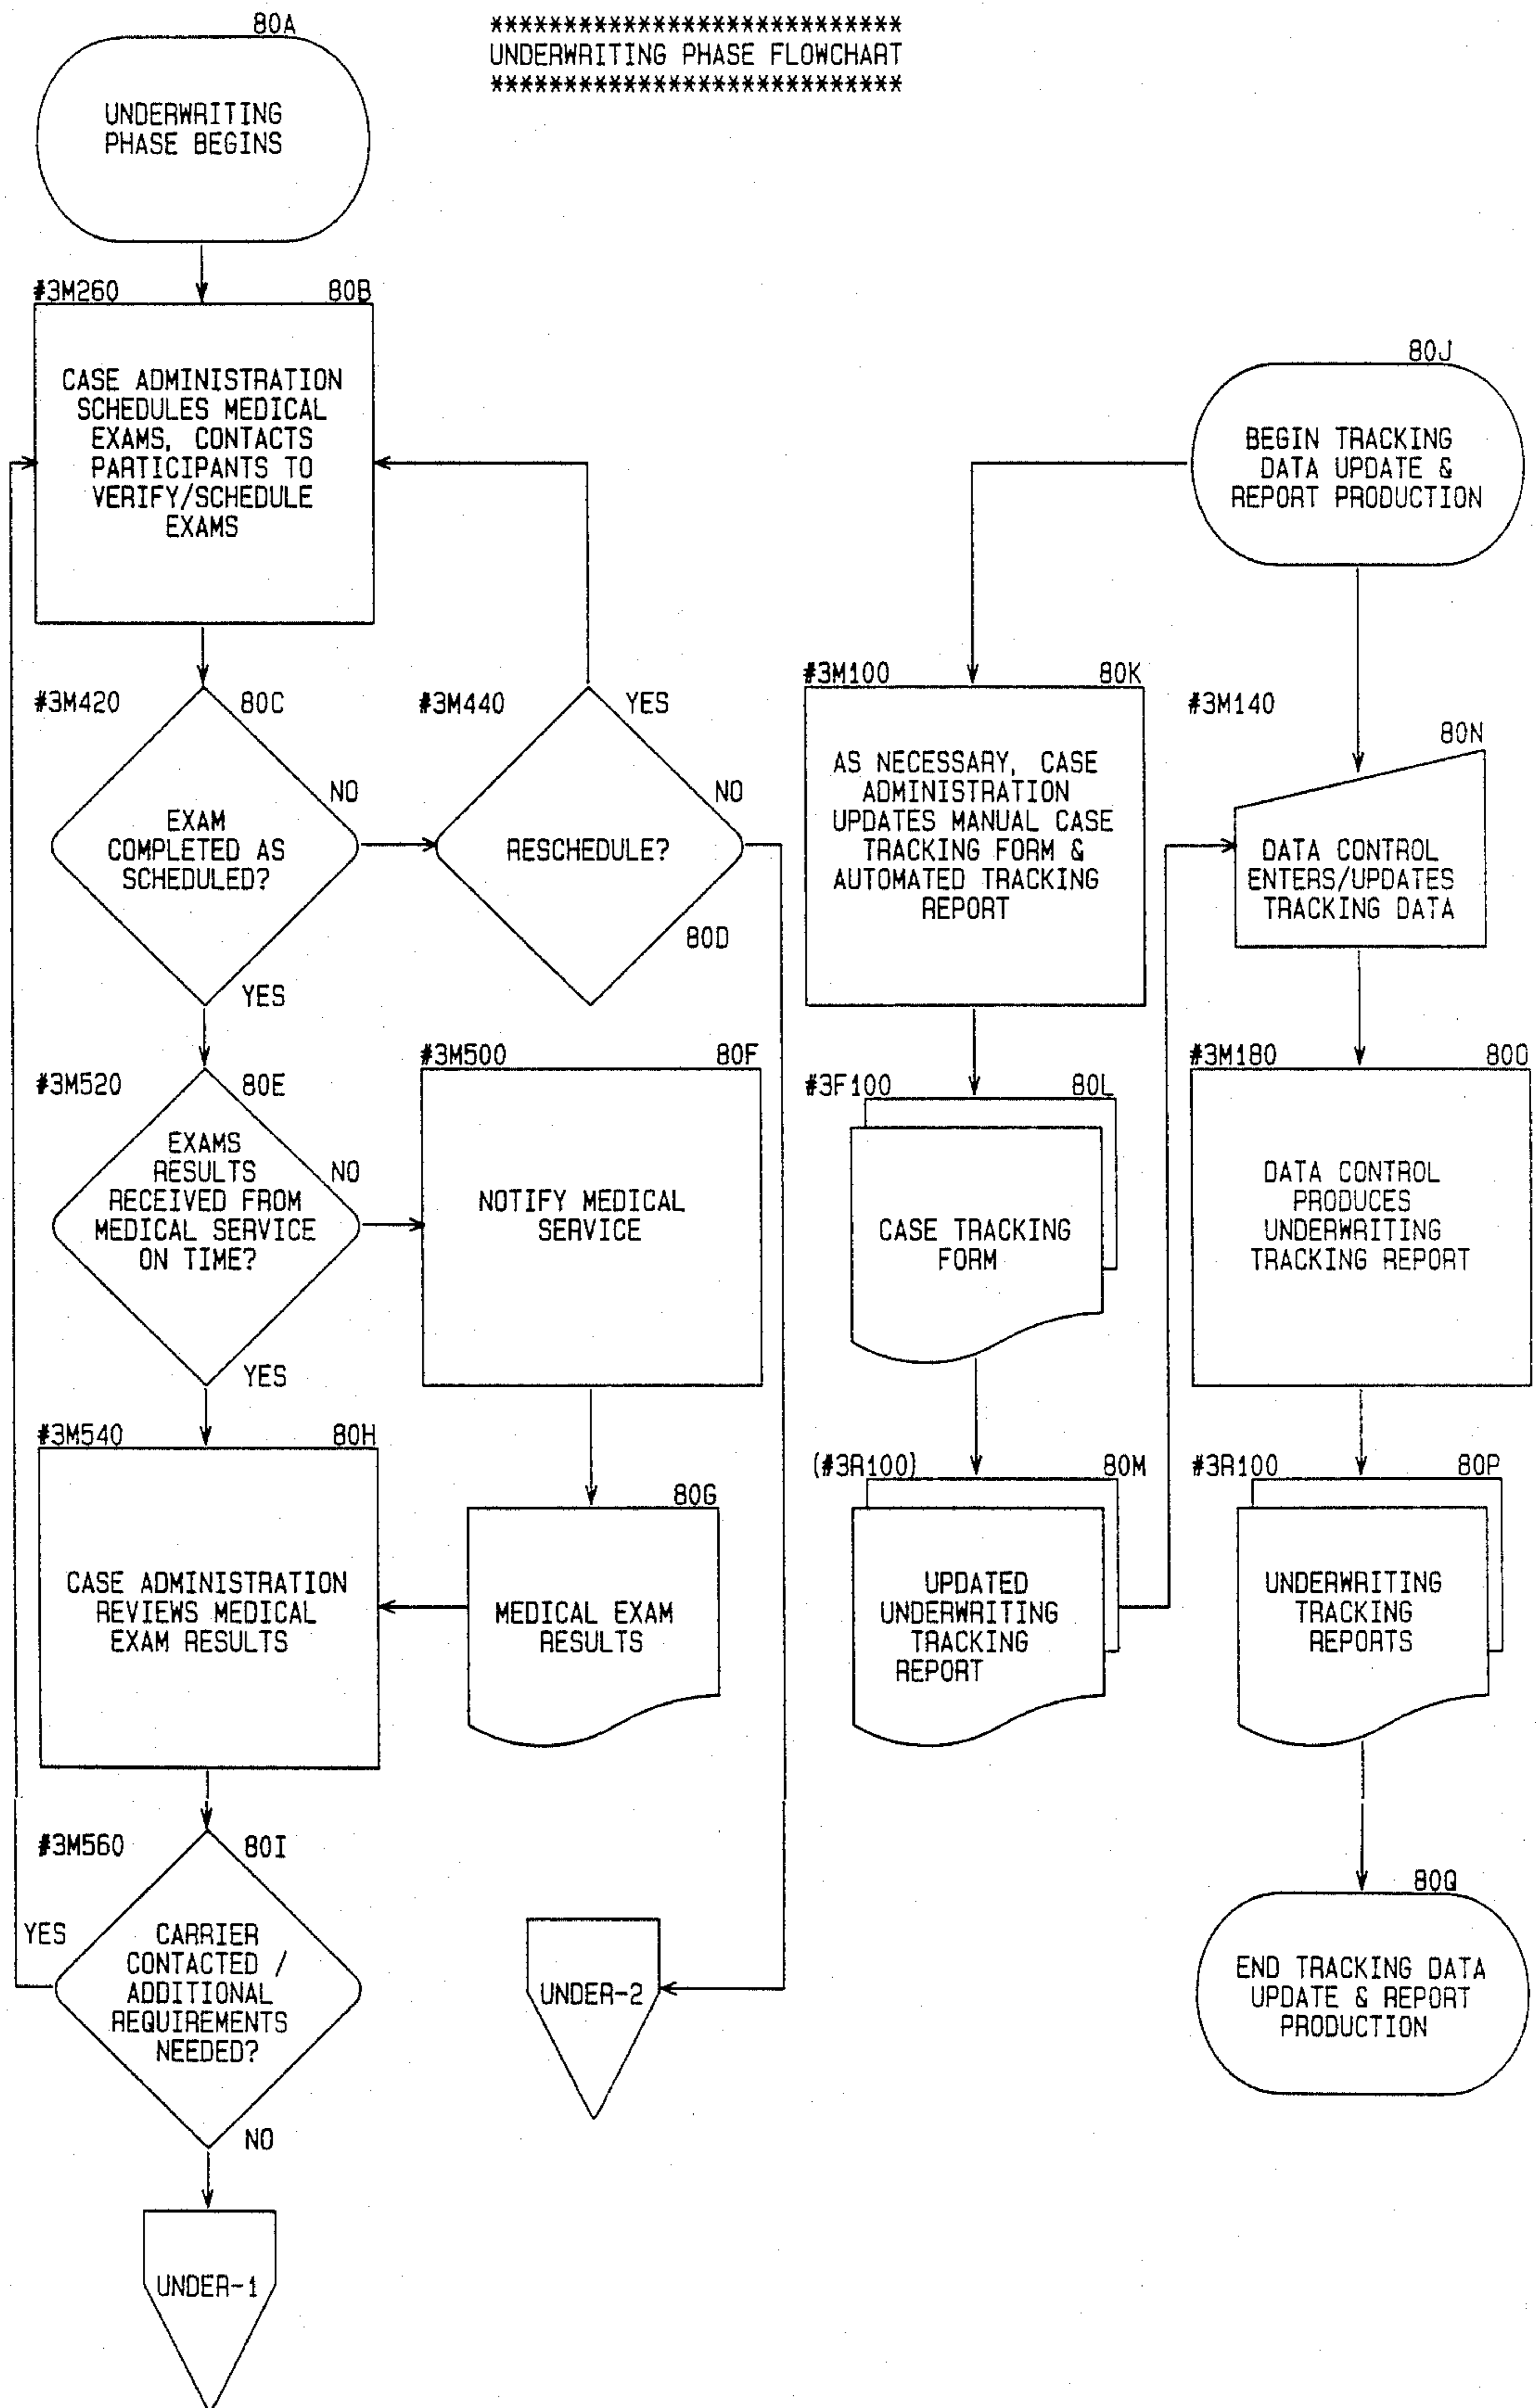 ***************************
UNDERWRITING PHASE FLOWCHART
***************************
80A
UNDERWRITING
PHASE BEGINS
#3M260
80B
CASE ADMINISTRATION
SCHEDULES MEDICAL
EXAMS, CONTACTS
PARTICIPANTS TO
VERIFY/SCHEDULE
EXAMS
#3M420
80C
EXAM
COMPLETED AS
SCHEDULED?
NO
YES
#3M440
YES
RESCHEDULE?
NO
80D
#3M520
80E
EXAMS
RESULTS
RECEIVED FROM
MEDICAL SERVICE
ON TIME?
NO
YES
#3M500
80F
NOTIFY MEDICAL
SERVICE
80G
MEDICAL EXAM
RESULTS
#3M540
80H
CASE ADMINISTRATION
REVIEWS MEDICAL
EXAM RESULTS
#3M560
80I
YES
CARRIER
CONTACTED /
ADDITIONAL
REQUIREMENTS
NEEDED?
NO
UNDER-1
UNDER-2
80J
BEGIN TRACKING
DATA UPDATE &
REPORT PRODUCTION
#3M100
80K
AS NECESSARY, CASE
ADMINISTRATION
UPDATES MANUAL CASE
TRACKING FORM &
AUTOMATED TRACKING
REPORT
#3F100
80L
CASE TRACKING
FORM
(#3R100)
80M
UPDATED
UNDERWRITING
TRACKING
REPORT
#3M140
80N
DATA CONTROL
ENTERS/UPDATES
TRACKING DATA
#3M180
80O
DATA CONTROL
PRODUCES
UNDERWRITING
TRACKING REPORT
#3R100
80P
UNDERWRITING
TRACKING
REPORTS
80Q
END TRACKING DATA
UPDATE & REPORT
PRODUCTION